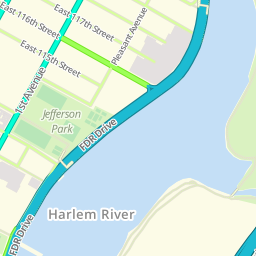 East 117th Street
East 116th Street
Pleasant Avenue
East 115th Street
1st Avenue
Jefferson
Park
FDR Drive
Harlem River
FDR Drive